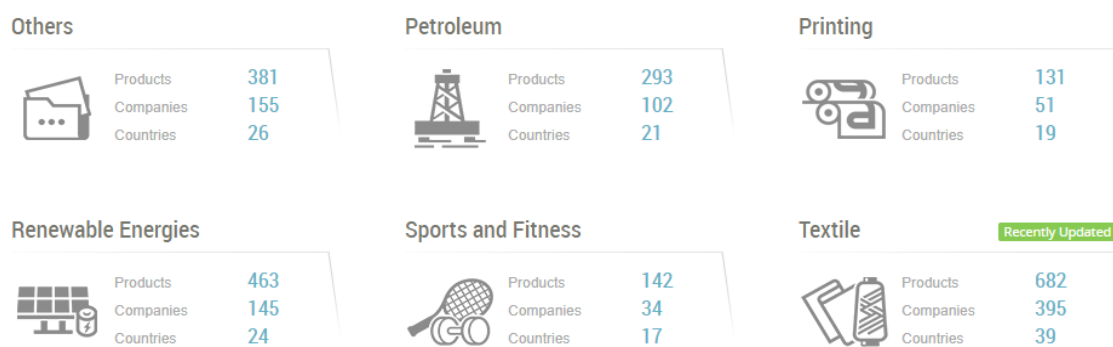 Others
Products 381
Companies 155
Countries 26
Petroleum
Products 293
Companies 102
Countries 21
Printing
Products 131
Companies 51
Countries 19
Renewable Energies
Products 463
Companies 145
Countries 24
Sports and Fitness
Products 142
Companies 34
Countries 17
Textile Recently Updated
Products 682
Companies 395
Countries 39